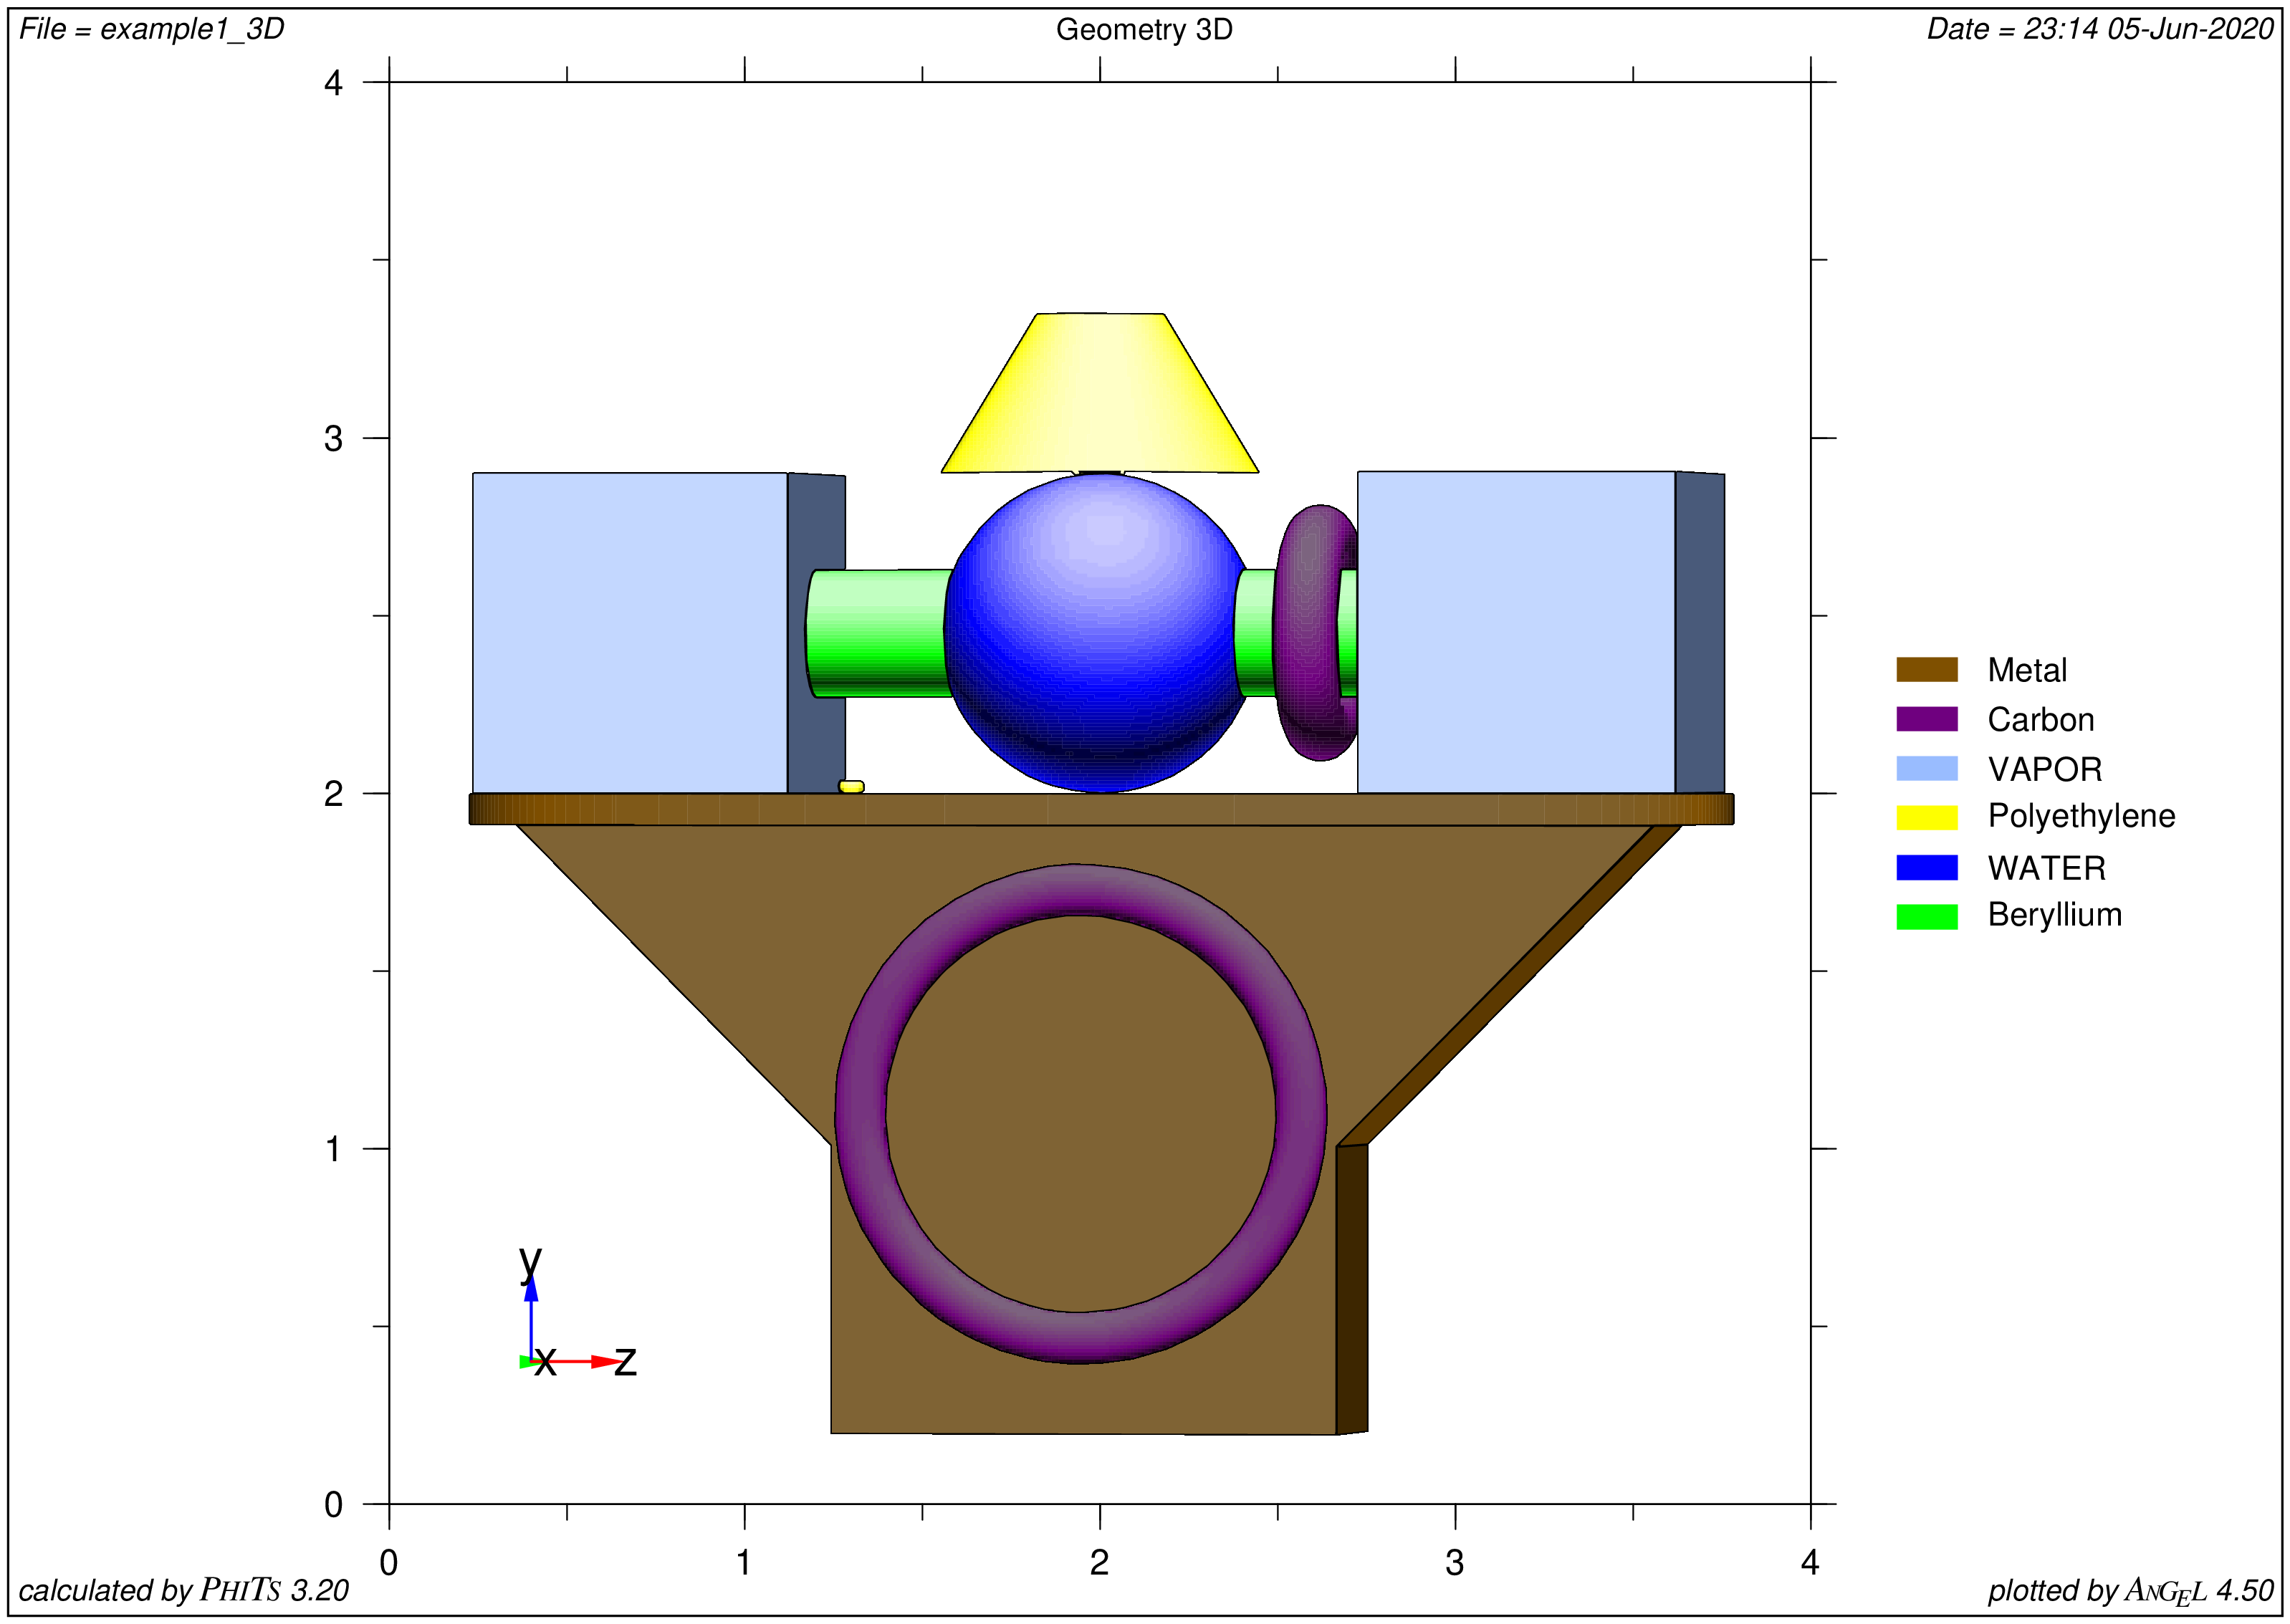 File = example1_3D
Geometry 3D
Date = 23:14 05-Jun-2020
4
3
2
1
0
0
1
2
3
4
Metal
Carbon
VAPOR
Polyethylene
WATER
Beryllium
y
x
z
calculated by PHITS 3.20
plotted by ANGEL 4.50